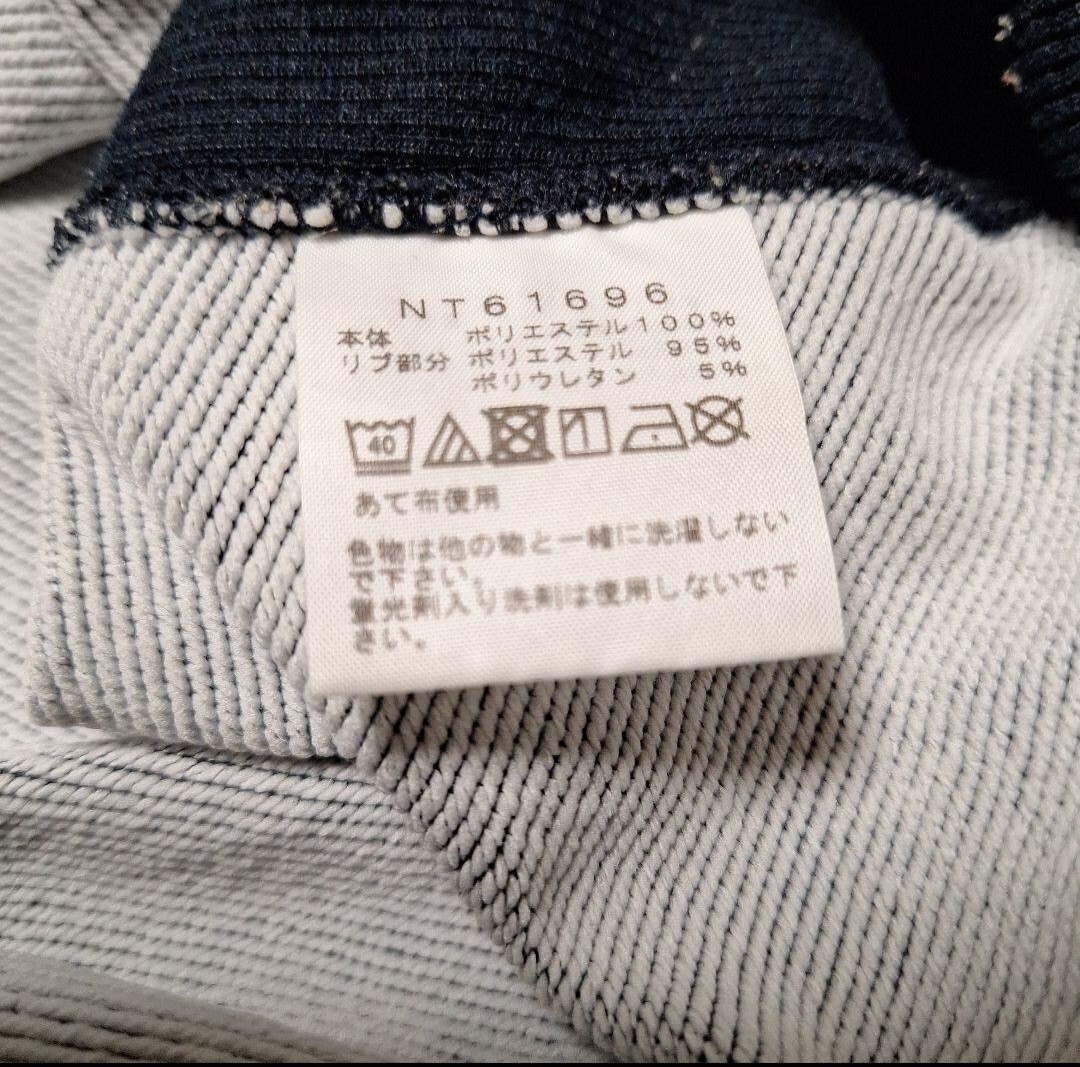 NT61696
本体 ポリエステル100%
リブ部分 ポリエステル 95%
ポリウレタン 5%
40
あて布使用
色物は他の物と一緒に洗濯しない
で下さい。
蛍光剤入り洗剤は使用しないで下
さい。